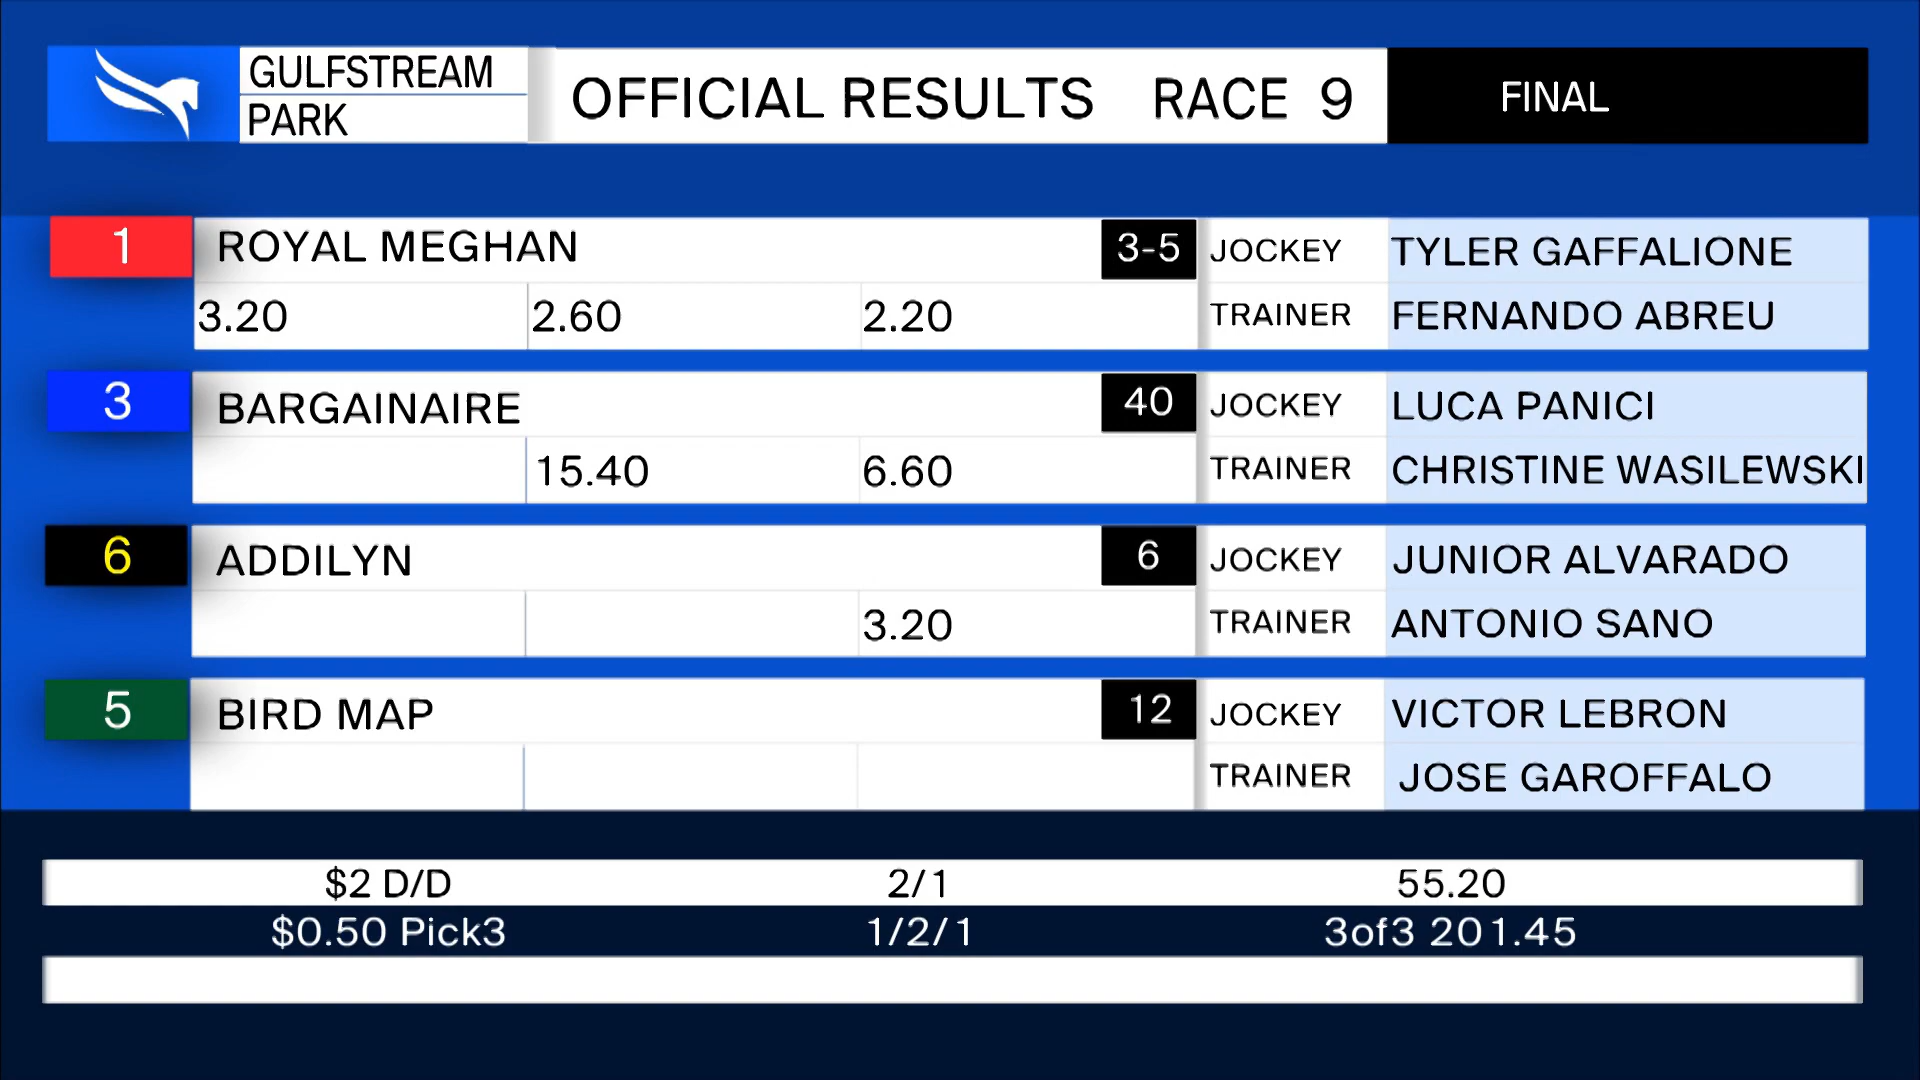 GULFSTREAM
PARK
OFFICIAL RESULTS RACE 9
FINAL
1 ROYAL MEGHAN 3-5 JOCKEY TYLER GAFFALIONE
3.20 2.60 2.20 TRAINER FERNANDO ABREU
3 BARGAINAIRE 40 JOCKEY LUCA PANICI
15.40 6.60 TRAINER CHRISTINE WASILEWSKI
6 ADDILYN 6 JOCKEY JUNIOR ALVARADO
3.20 TRAINER ANTONIO SANO
5 BIRD MAP 12 JOCKEY VICTOR LEBRON
TRAINER JOSE GAROFFALO
$2 D/D 2/1 55.20
$0.50 Pick3 1/2/1 3of3 201.45